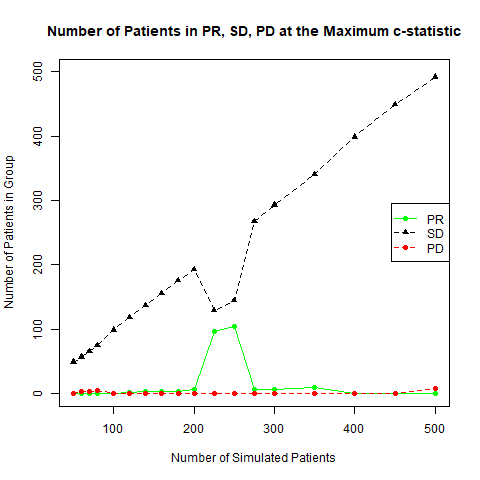 Number of Patients in PR, SD, PD at the Maximum c-statistic
500
400
300
200
100
0
Number of Patients in Group
PR
SD
PD
100 200 300 400 500
Number of Simulated Patients